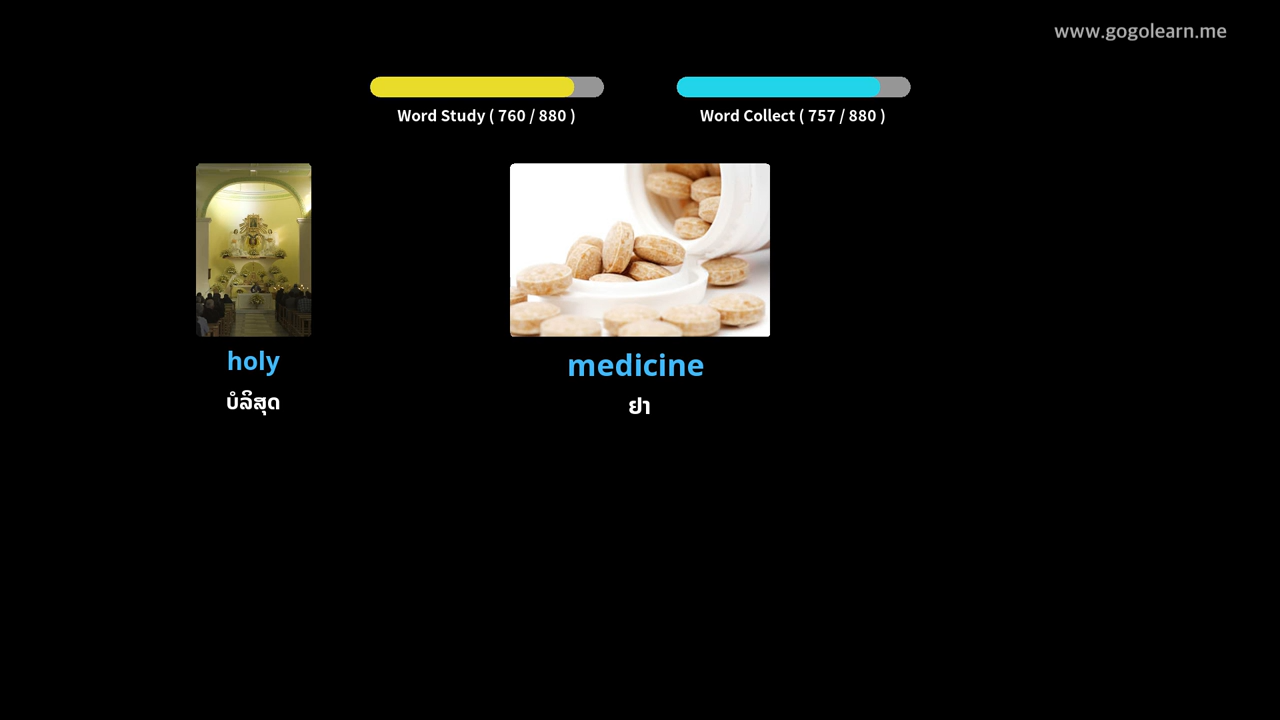 www.gogolearn.me
Word Study ( 760 / 880 )
Word Collect ( 757 / 880 )
holy
ບໍລິສຸດ
medicine
ຢາ